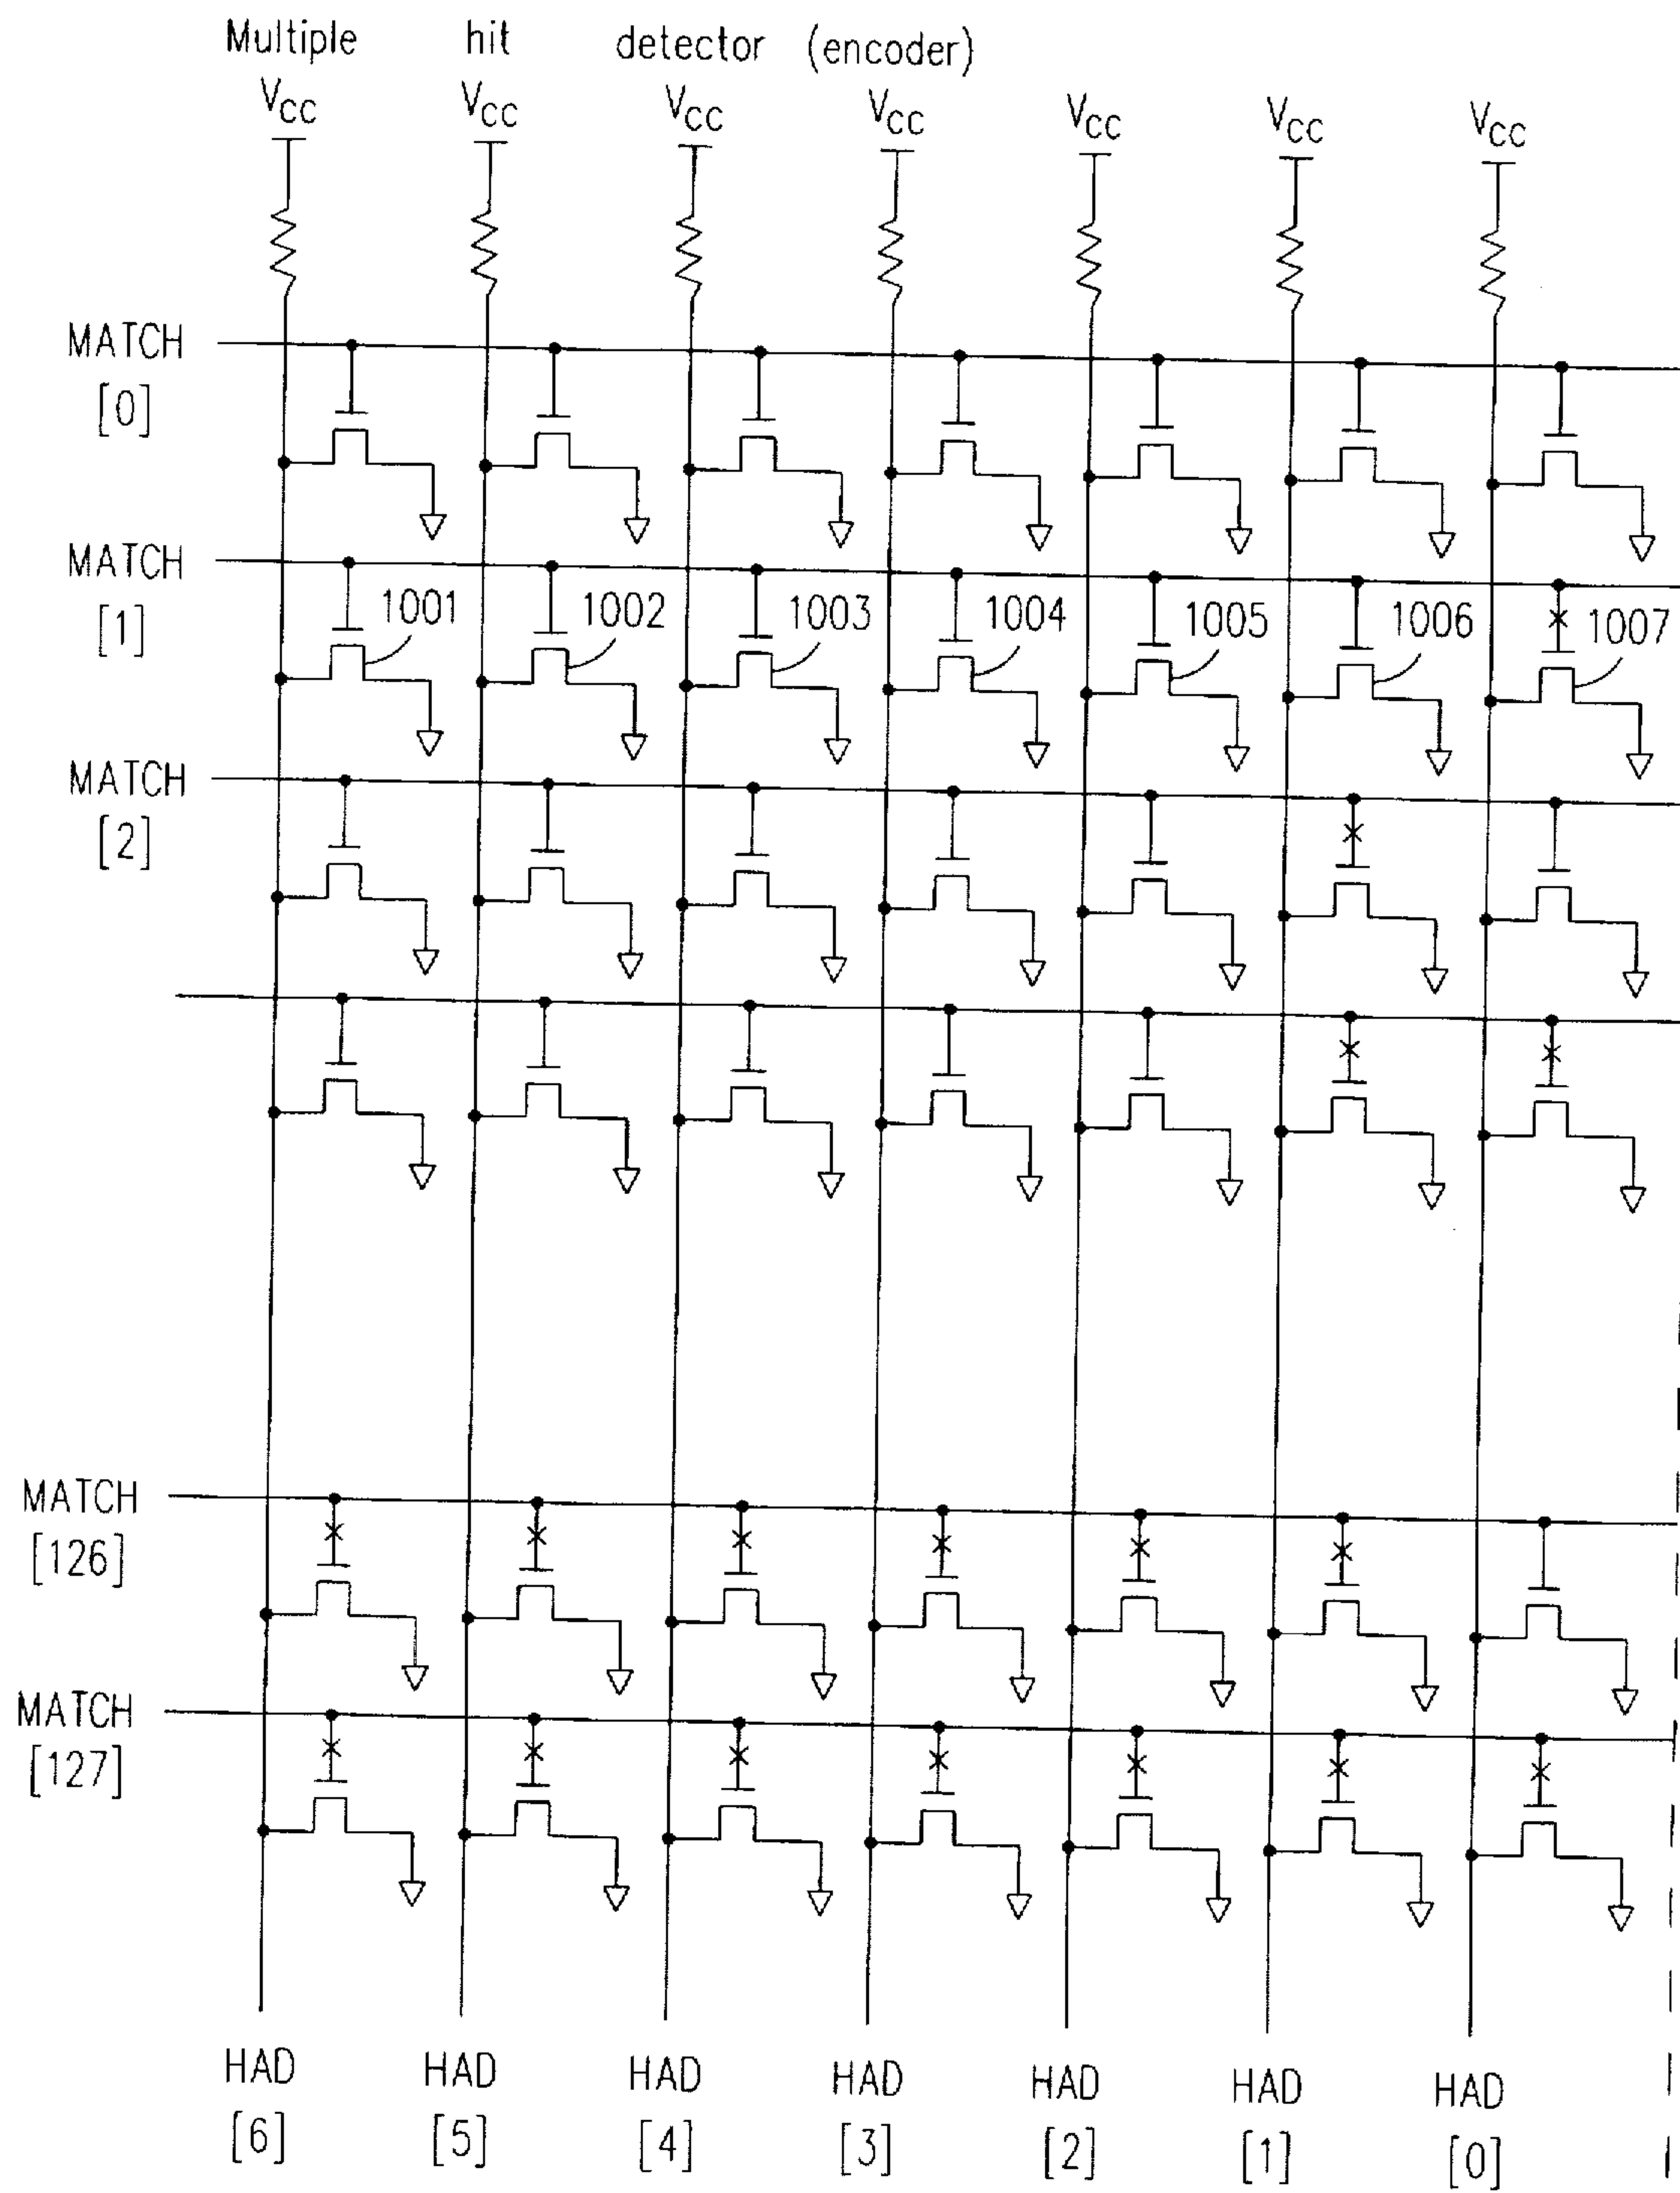 Multiple hit detector (encoder)
VCC VCC VCC VCC VCC VCC VCC
MATCH
[0]
MATCH
[1]
1001 1002 1003 1004 1005 1006 1007
MATCH
[2]
MATCH
[126]
MATCH
[127]
HAD HAD HAD HAD HAD HAD HAD
[6] [5] [4] [3] [2] [1] [0]